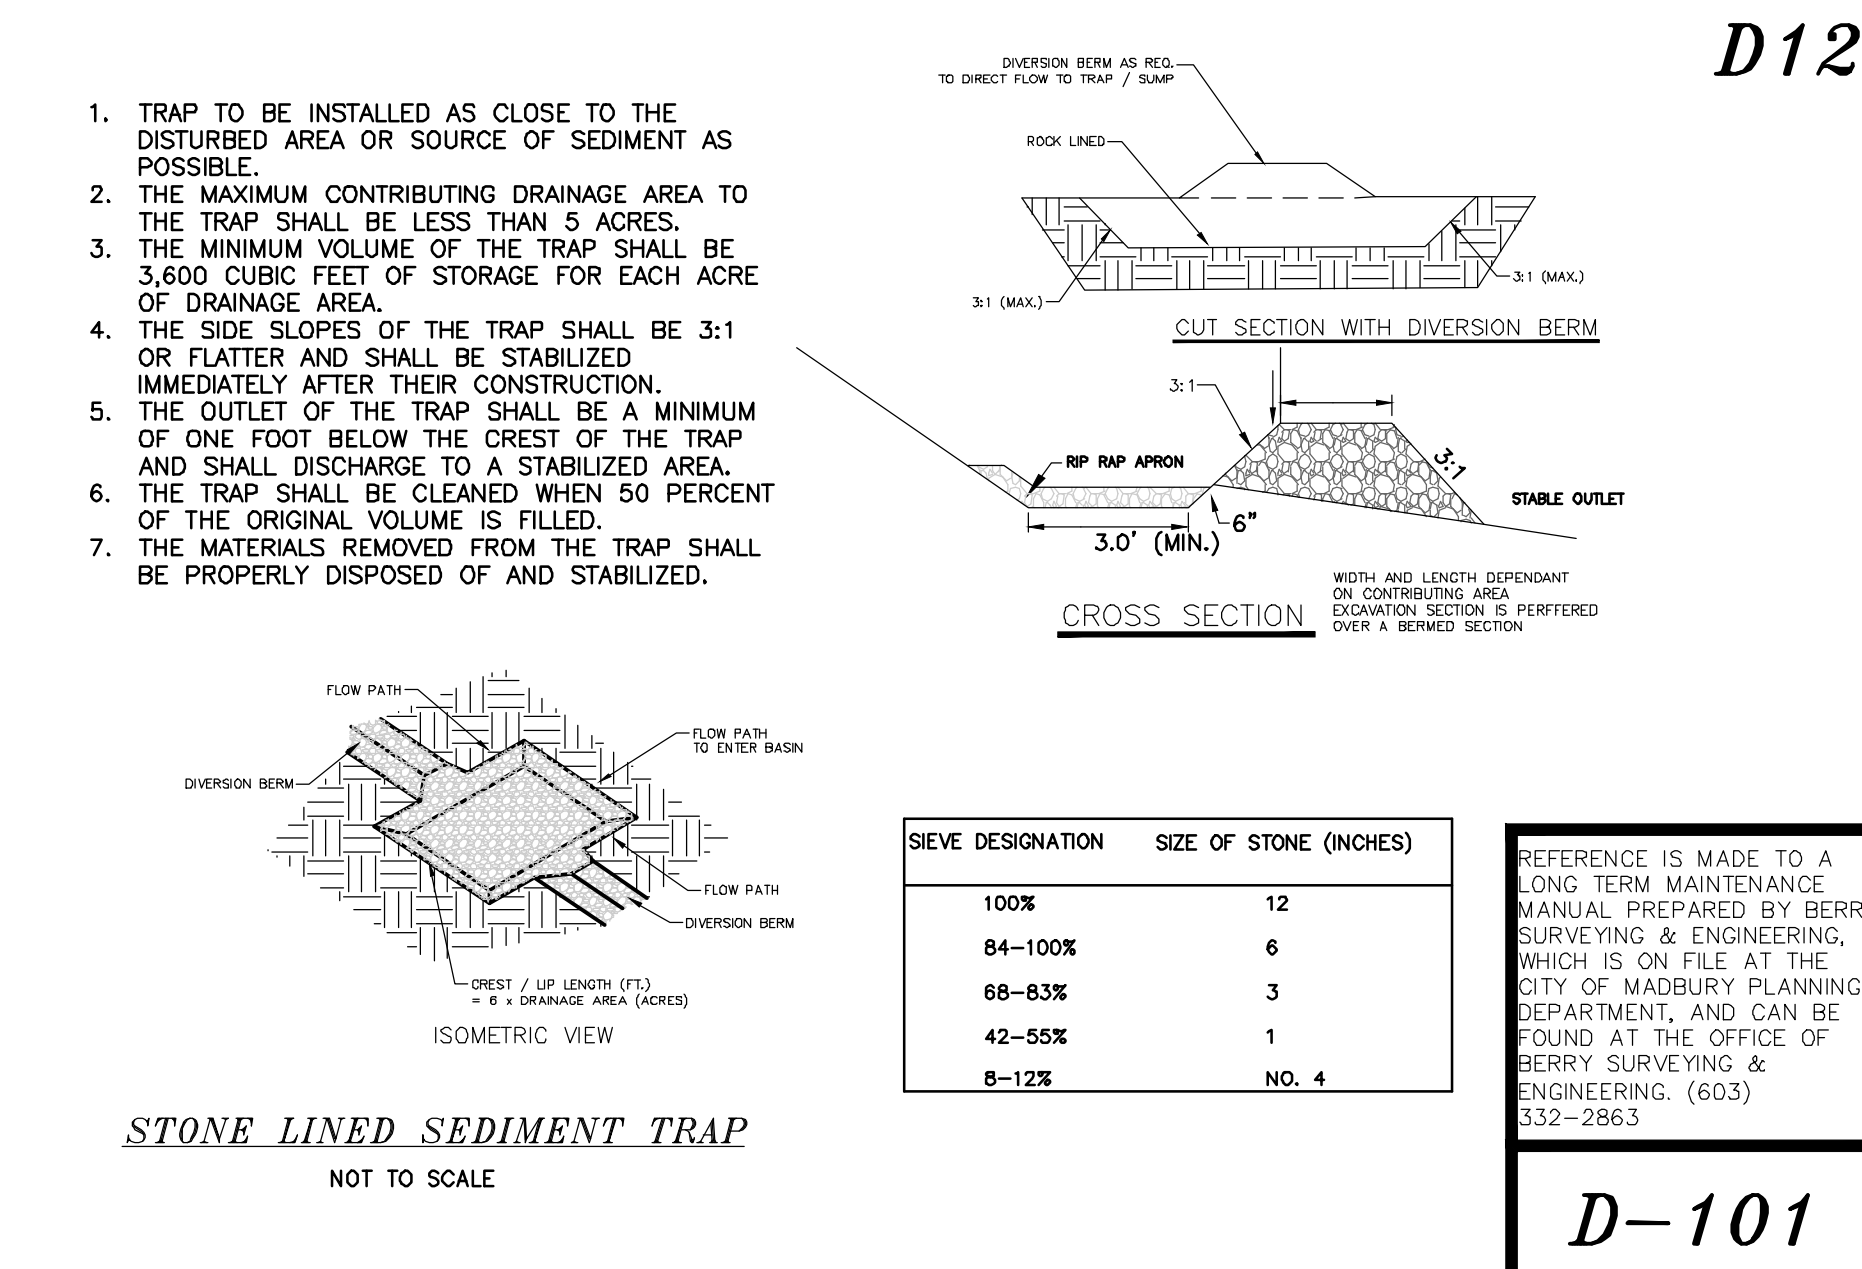 D12
1. TRAP TO BE INSTALLED AS CLOSE TO THE
DISTURBED AREA OR SOURCE OF SEDIMENT AS
POSSIBLE.
2. THE MAXIMUM CONTRIBUTING DRAINAGE AREA TO
THE TRAP SHALL BE LESS THAN 5 ACRES.
3. THE MINIMUM VOLUME OF THE TRAP SHALL BE
3,600 CUBIC FEET OF STORAGE FOR EACH ACRE
OF DRAINAGE AREA.
4. THE SIDE SLOPES OF THE TRAP SHALL BE 3:1
OR FLATTER AND SHALL BE STABILIZED
IMMEDIATELY AFTER THEIR CONSTRUCTION.
5. THE OUTLET OF THE TRAP SHALL BE A MINIMUM
OF ONE FOOT BELOW THE CREST OF THE TRAP
AND SHALL DISCHARGE TO A STABILIZED AREA.
6. THE TRAP SHALL BE CLEANED WHEN 50 PERCENT
OF THE ORIGINAL VOLUME IS FILLED.
7. THE MATERIALS REMOVED FROM THE TRAP SHALL
BE PROPERLY DISPOSED OF AND STABILIZED.
DIVERSION BERM AS REQ.
TO DIRECT FLOW TO TRAP / SUMP
ROCK LINED
3:1 (MAX.)
3:1 (MAX.)
CUT SECTION WITH DIVERSION BERM
3:1
RIP RAP APRON
3:1
STABLE OUTLET
6"
3.0' (MIN.)
CROSS SECTION
WIDTH AND LENGTH DEPENDANT
ON CONTRIBUTING AREA
EXCAVATION SECTION IS PERFFERED
OVER A BERMED SECTION
FLOW PATH
FLOW PATH
TO ENTER BASIN
DIVERSION BERM
FLOW PATH
DIVERSION BERM
CREST / LIP LENGTH (FT.)
= 6 x DRAINAGE AREA (ACRES)
ISOMETRIC VIEW
STONE LINED SEDIMENT TRAP
NOT TO SCALE
SIEVE DESIGNATION SIZE OF STONE (INCHES)
100% 12
84-100% 6
68-83% 3
42-55% 1
8-12% NO. 4
REFERENCE IS MADE TO A
LONG TERM MAINTENANCE
MANUAL PREPARED BY BERR
SURVEYING & ENGINEERING,
WHICH IS ON FILE AT THE
CITY OF MADBURY PLANNING
DEPARTMENT, AND CAN BE
FOUND AT THE OFFICE OF
BERRY SURVEYING &
ENGINEERING. (603)
332-2863
D-101